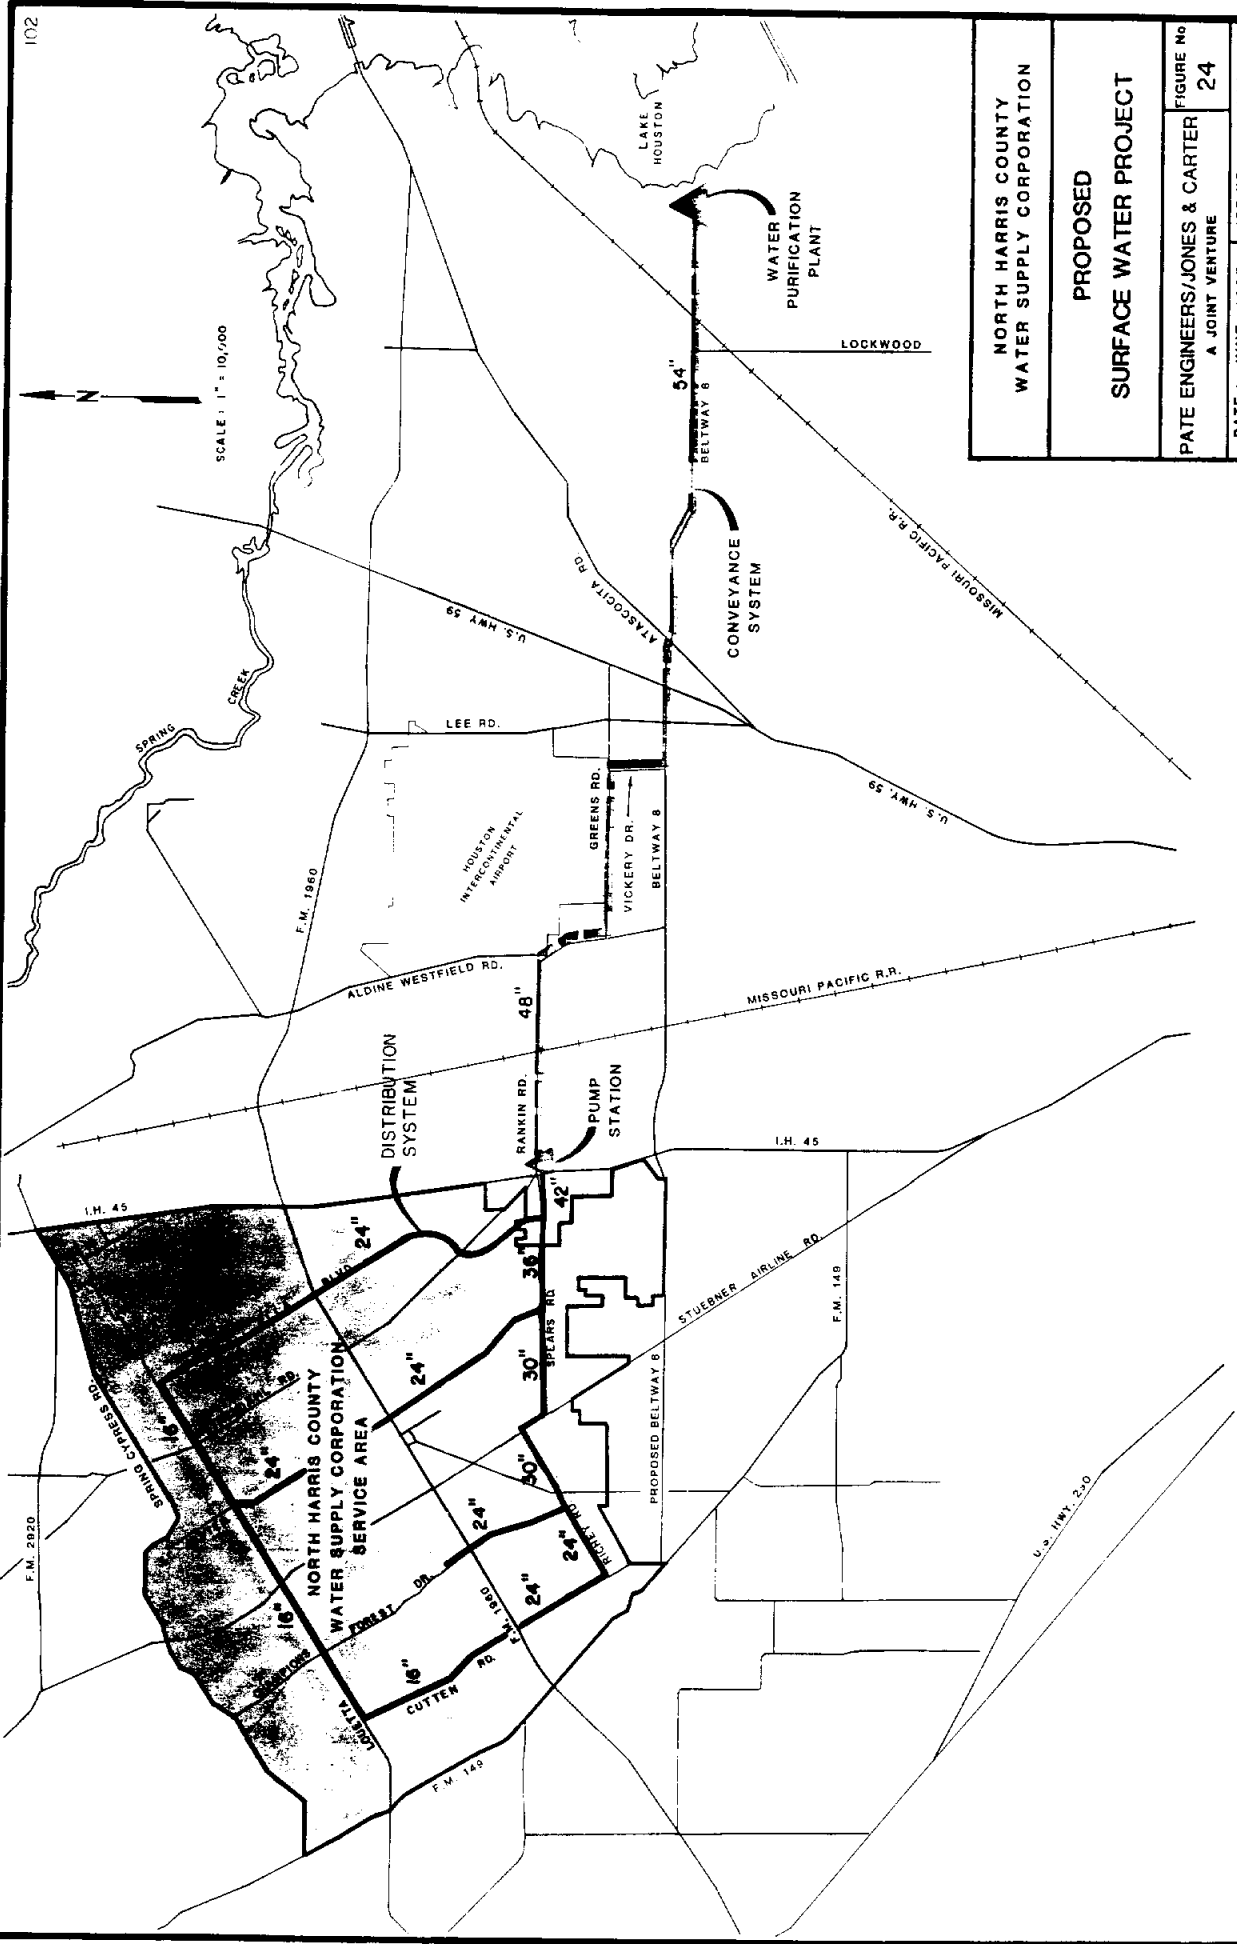 102
N
SCALE: 1" = 10,000
LAKE
HOUSTON
WATER
PURIFICATION
PLANT
LOCKWOOD
54"
BELTWAY 8
CONVEYANCE
SYSTEM
MISSOURI PACIFIC R.R.
ATASCOCITA RD.
U.S. HWY 59
SPRING
CREEK
LEE RD.
U.S. HWY. 59
HOUSTON
INTERCONTINENTAL
AIRPORT
GREENS RD.
VICKERY DR.
BELTWAY 8
F.M. 1960
ALDINE WESTFIELD RD.
48"
MISSOURI PACIFIC R.R.
DISTRIBUTION
SYSTEM
RANKIN RD.
PUMP
STATION
I.H. 45
I.H. 45
42"
24"
BLVD.
36"
SPEARS RD.
30"
24"
STUEBNER AIRLINE RD.
F.M. 149
PROPOSED BELTWAY 8
SPRING CYPRESS RD.
16"
RD.
24"
NORTH HARRIS COUNTY
WATER SUPPLY CORPORATION
SERVICE AREA
30"
24"
RICHEY RD.
24"
24"
F.M. 2920
16"
CHAMPIONS
FOREST
DR.
F.M. 1960
16"
CUTTEN
RD.
LOUETTA
F.M. 149
U.S. HWY. 290
NORTH HARRIS COUNTY
WATER SUPPLY CORPORATION
PROPOSED
SURFACE WATER PROJECT
PATE ENGINEERS/JONES & CARTER
A JOINT VENTURE
FIGURE No
24